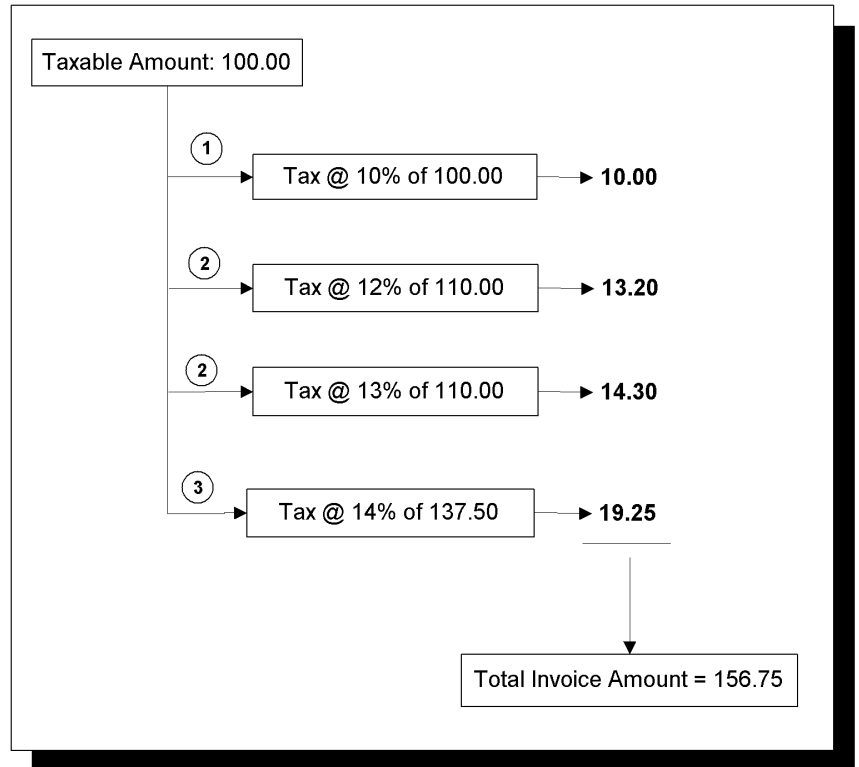 Taxable Amount: 100.00
1
Tax @ 10% of 100.00
10.00
2
Tax @ 12% of 110.00
13.20
2
Tax @ 13% of 110.00
14.30
3
Tax @ 14% of 137.50
19.25
Total Invoice Amount = 156.75